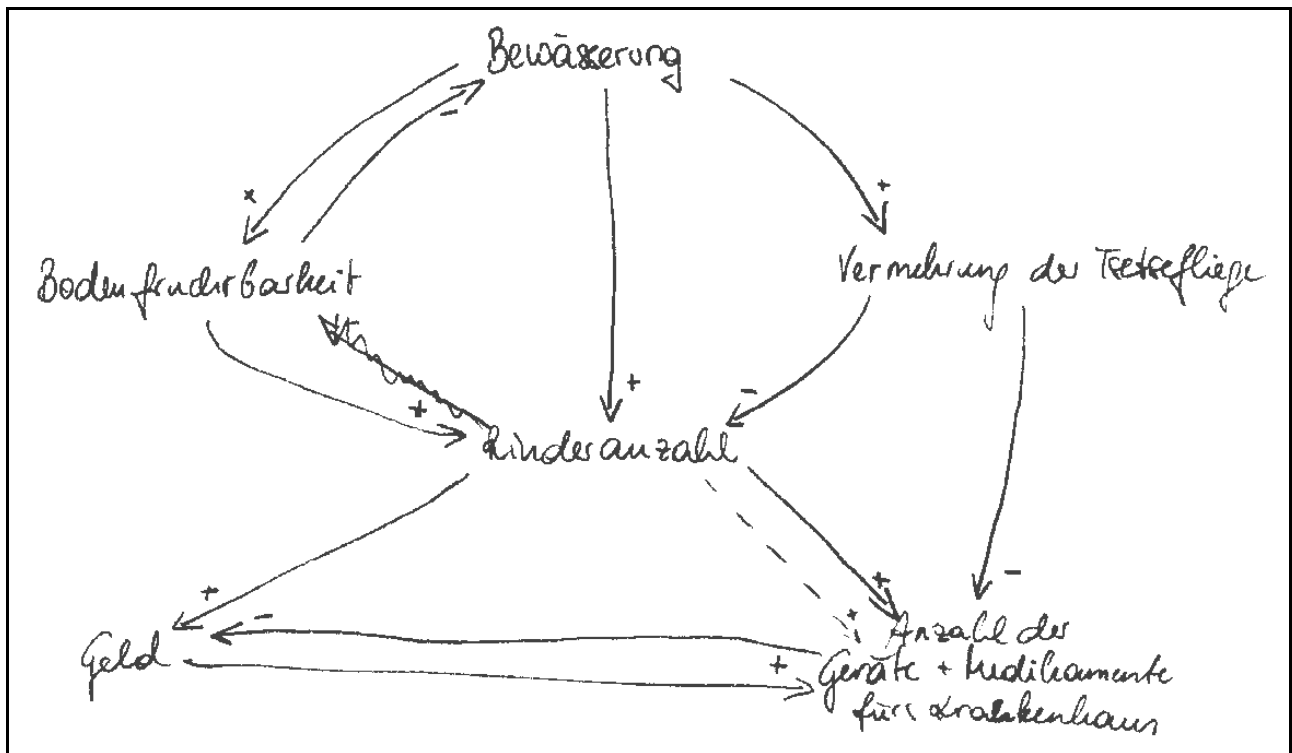 Bewässerung
+
-
+
Bodenfruchtbarkeit
Vermehrung der Tsetsefliege
+
+
-
Rinderanzahl
+
-
+
+
-
Geld
+
Anzahl der
Geräte + Medikamente
fürs Krankenhaus